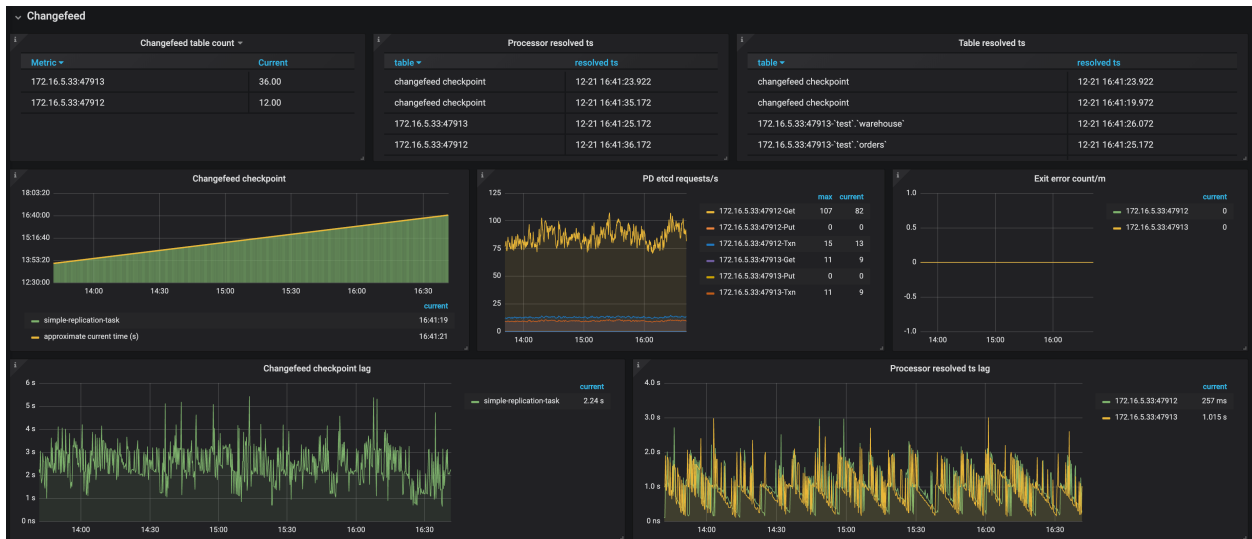 Changefeed
Changefeed table count
Metric Current
172.16.5.33:47913 36.00
172.16.5.33:47912 12.00
Processor resolved ts
table resolved ts
changefeed checkpoint 12-21 16:41:23.922
changefeed checkpoint 12-21 16:41:35.172
172.16.5.33:47913 12-21 16:41:25.172
172.16.5.33:47912 12-21 16:41:36.172
Table resolved ts
table resolved ts
changefeed checkpoint 12-21 16:41:23.922
changefeed checkpoint 12-21 16:41:19.972
172.16.5.33:47913-`test`.`warehouse` 12-21 16:41:26.072
172.16.5.33:47913-`test`.`orders` 12-21 16:41:25.172
Changefeed checkpoint
18:03:20
16:40:00
15:16:40
13:53:20
12:30:00
14:00 14:30 15:00 15:30 16:00 16:30
current
simple-replication-task 16:41:19
approximate current time (s) 16:41:21
PD etcd requests/s
125
100
75
50
25
0
14:00 15:00 16:00
max current
172.16.5.33:47912-Get 107 82
172.16.5.33:47912-Put 0 0
172.16.5.33:47912-Txn 15 13
172.16.5.33:47913-Get 11 9
172.16.5.33:47913-Put 0 0
172.16.5.33:47913-Txn 11 9
Exit error count/m
1.0
0.5
0
-0.5
-1.0
14:00 15:00 16:00
current
172.16.5.33:47912 0
172.16.5.33:47913 0
Changefeed checkpoint lag
6 s
5 s
4 s
3 s
2 s
1 s
0 ns
14:00 14:30 15:00 15:30 16:00 16:30
current
simple-replication-task 2.24 s
Processor resolved ts lag
4.0 s
3.0 s
2.0 s
1.0 s
0 ns
14:00 14:30 15:00 15:30 16:00 16:30
current
172.16.5.33:47912 257 ms
172.16.5.33:47913 1.015 s